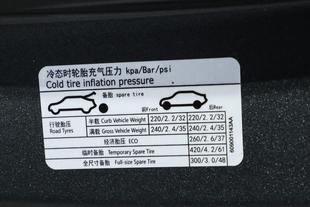 冷态时轮胎充气压力 kpa/Bar/psi
Cold tire inflation pressure
备胎 spare tire
前Front 后Rear
行驶胎压 Road Tyres
半载 Curb Vehicle Weight 220/2.2/32 220/2.2/32
满载 Gross Vehicle Weight 240/2.4/35 240/2.4/35
经济胎压 ECO 260/2.6/37
临时备胎 Temporary Spare Tire 420/4.2/61
全尺寸备胎 Full-size Spare Tire 300/3.0/48
609001143AA